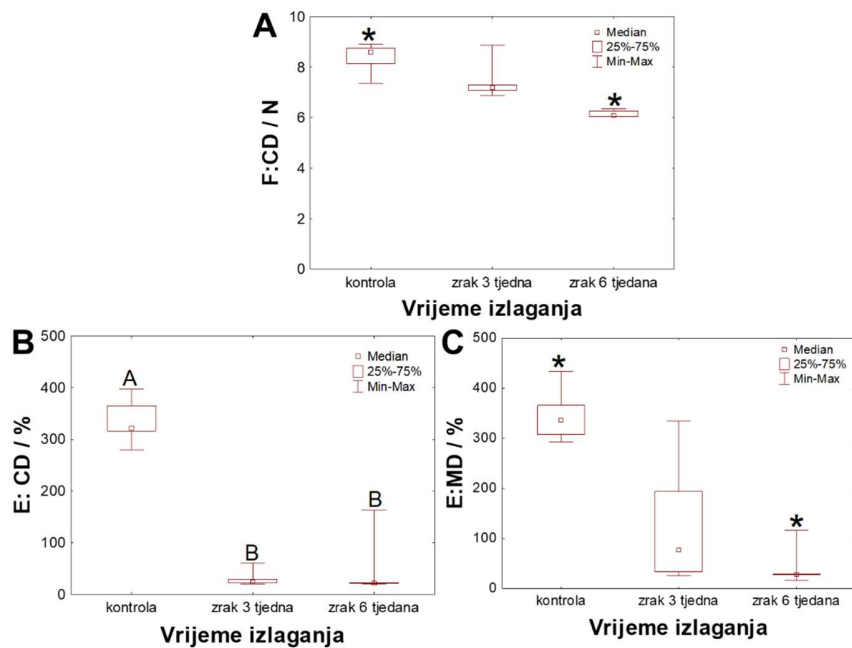 A
10
8
6
4
2
0
F:CD / N
*
*
Median
25%-75%
Min-Max
kontrola
zrak 3 tjedna
zrak 6 tjedana
Vrijeme izlaganja
B
500
400
300
200
100
0
E: CD / %
A
B
B
Median
25%-75%
Min-Max
kontrola
zrak 3 tjedna
zrak 6 tjedana
Vrijeme izlaganja
C
500
400
300
200
100
0
E:MD / %
*
*
Median
25%-75%
Min-Max
kontrola
zrak 3 tjedna
zrak 6 tjedana
Vrijeme izlaganja